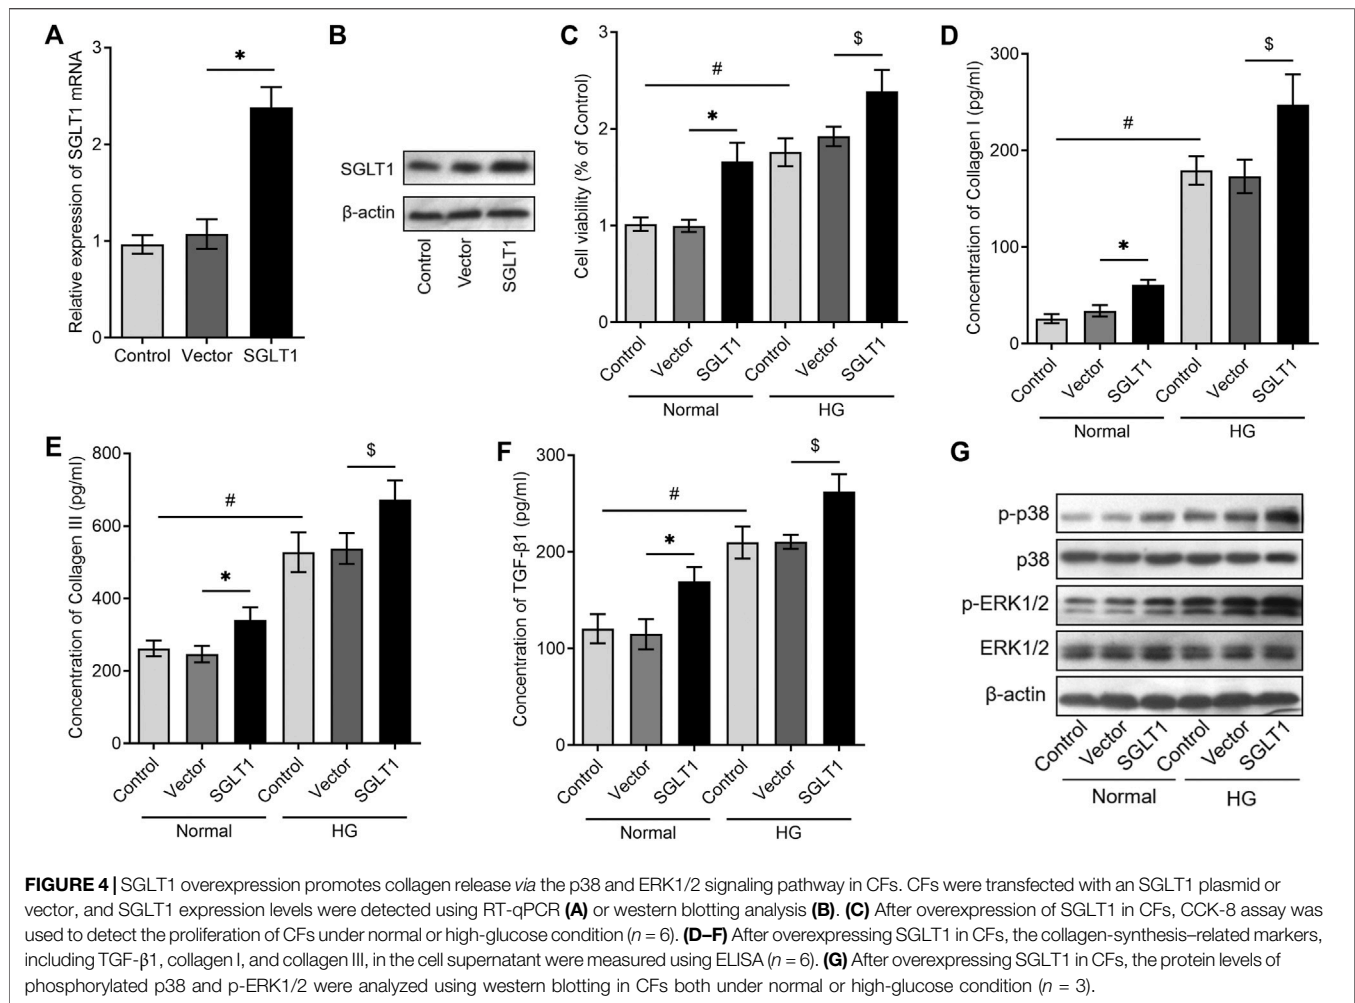 A
Relative expression of SGLT1 mRNA
3
2
1
0
*
Control Vector SGLT1
B
SGLT1
β-actin
Control
Vector
SGLT1
C
Cell viability (% of Control)
3
2
1
0
#
*
$
Control
Vector
SGLT1
Control
Vector
SGLT1
Normal
HG
D
Concentration of Collagen I (pg/ml)
300
200
100
0
#
*
$
Control
Vector
SGLT1
Control
Vector
SGLT1
Normal
HG
E
Concentration of Collagen III (pg/ml)
800
600
400
200
0
#
*
$
Control
Vector
SGLT1
Control
Vector
SGLT1
Normal
HG
F
Concentration of TGF-β1 (pg/ml)
300
200
100
0
#
*
$
Control
Vector
SGLT1
Control
Vector
SGLT1
Normal
HG
G
p-p38
p38
p-ERK1/2
ERK1/2
β-actin
Control
Vector
SGLT1
Control
Vector
SGLT1
Normal
HG
FIGURE 4 | SGLT1 overexpression promotes collagen release via the p38 and ERK1/2 signaling pathway in CFs. CFs were transfected with an SGLT1 plasmid or
vector, and SGLT1 expression levels were detected using RT-qPCR (A) or western blotting analysis (B). (C) After overexpression of SGLT1 in CFs, CCK-8 assay was
used to detect the proliferation of CFs under normal or high-glucose condition (n = 6). (D–F) After overexpressing SGLT1 in CFs, the collagen-synthesis–related markers,
including TGF-β1, collagen I, and collagen III, in the cell supernatant were measured using ELISA (n = 6). (G) After overexpressing SGLT1 in CFs, the protein levels of
phosphorylated p38 and p-ERK1/2 were analyzed using western blotting in CFs both under normal or high-glucose condition (n = 3).